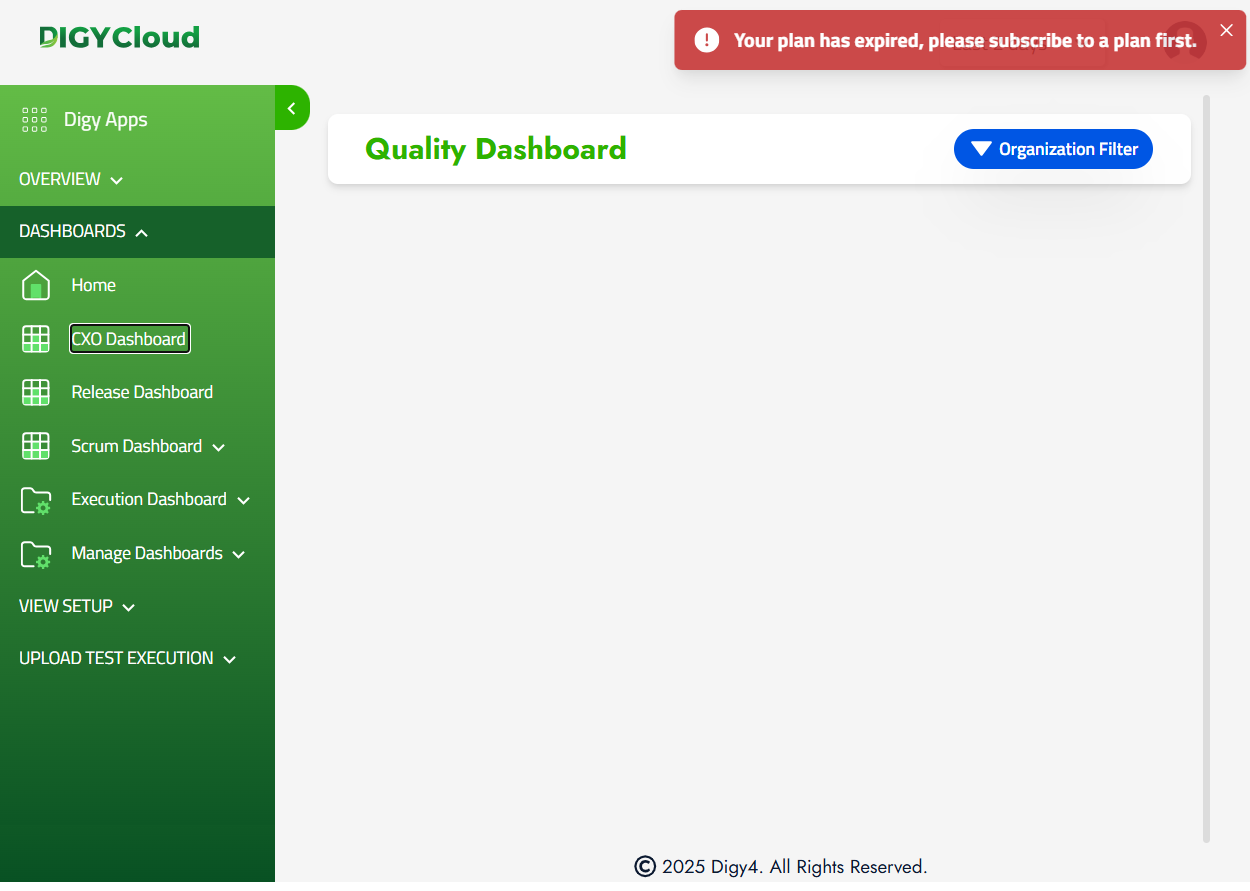 DIGYCloud
Your plan has expired, please subscribe to a plan first.
Digy Apps
OVERVIEW
DASHBOARDS
Home
CXO Dashboard
Release Dashboard
Scrum Dashboard
Execution Dashboard
Manage Dashboards
VIEW SETUP
UPLOAD TEST EXECUTION
Quality Dashboard
Organization Filter
© 2025 Digy4. All Rights Reserved.